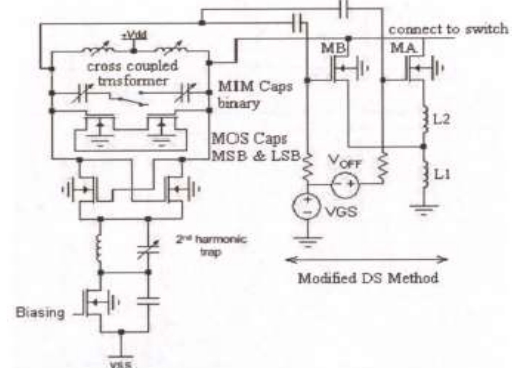 +Vdd
connect to switch
MB
MA
cross coupled
trnsformer
MIM Caps
binary
MOS Caps
MSB & LSB
L2
VOFF
L1
VGS
2nd harmonic
trap
Modified DS Method
Biasing
vss